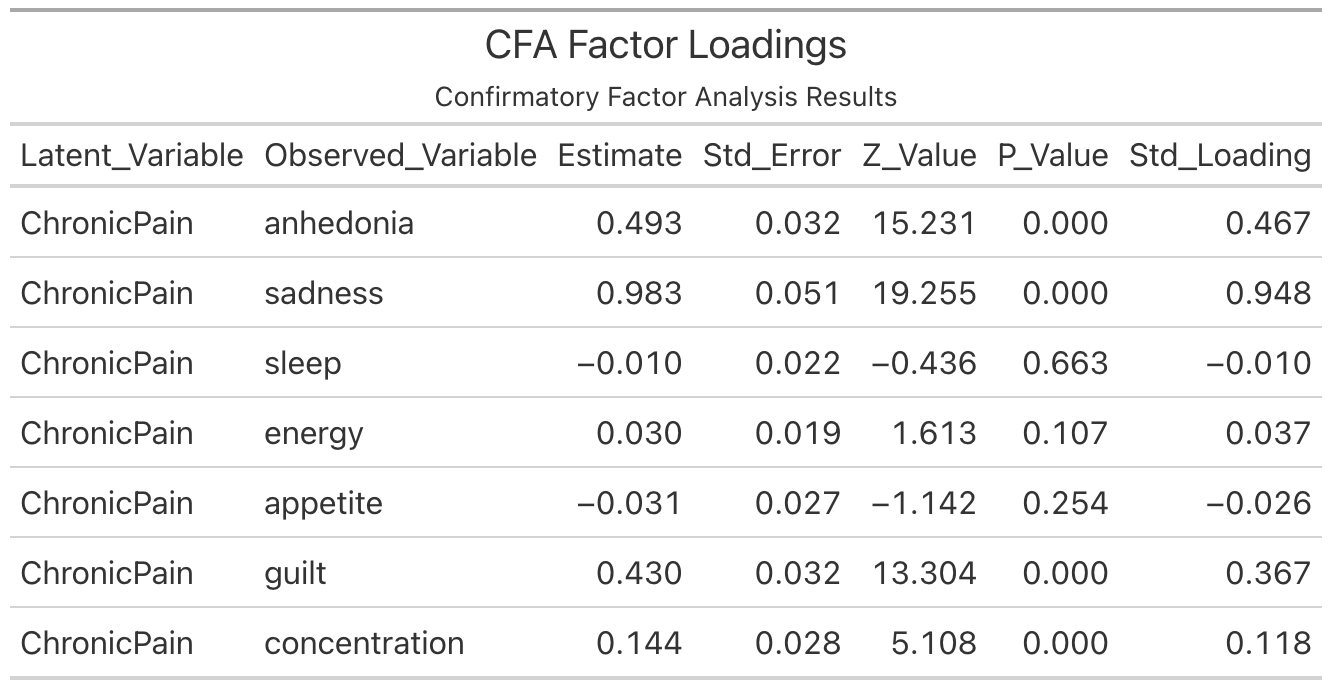 CFA Factor Loadings
Confirmatory Factor Analysis Results
Latent_Variable Observed_Variable Estimate Std_Error Z_Value P_Value Std_Loading
ChronicPain anhedonia 0.493 0.032 15.231 0.000 0.467
ChronicPain sadness 0.983 0.051 19.255 0.000 0.948
ChronicPain sleep −0.010 0.022 −0.436 0.663 −0.010
ChronicPain energy 0.030 0.019 1.613 0.107 0.037
ChronicPain appetite −0.031 0.027 −1.142 0.254 −0.026
ChronicPain guilt 0.430 0.032 13.304 0.000 0.367
ChronicPain concentration 0.144 0.028 5.108 0.000 0.118